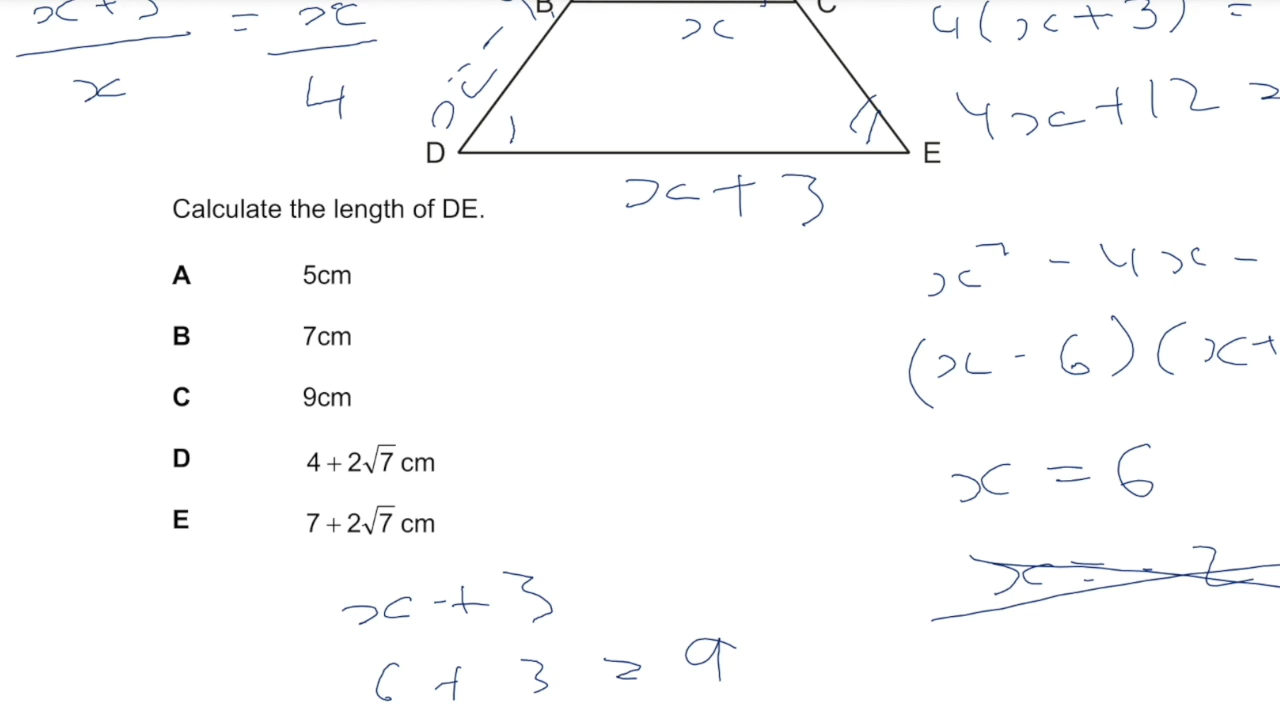 x + 3 = x
x 4
B C
x
D E
x + 3
4(x+3) =
4x+12 =
Calculate the length of DE.
A 5cm
B 7cm
C 9cm
D 4 + 2√7 cm
E 7 + 2√7 cm
x² - 4x -
(x - 6)(x+
x = 6
x = - 2
x + 3
6 + 3 = 9